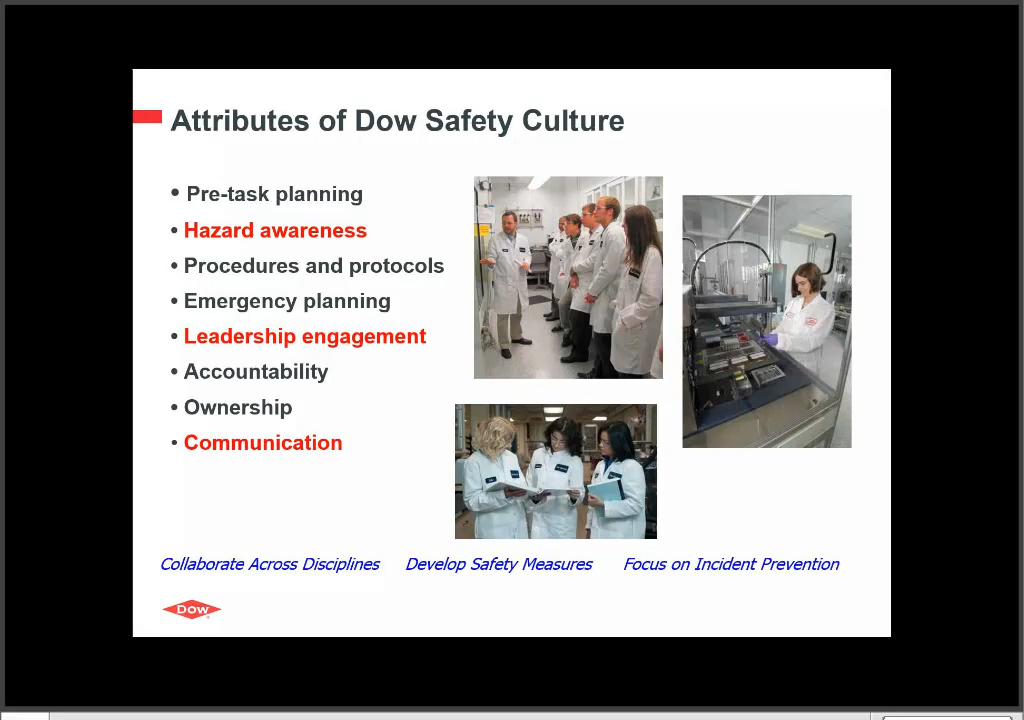 Attributes of Dow Safety Culture
• Pre-task planning
• Hazard awareness
• Procedures and protocols
• Emergency planning
• Leadership engagement
• Accountability
• Ownership
• Communication
Collaborate Across Disciplines Develop Safety Measures Focus on Incident Prevention
Dow